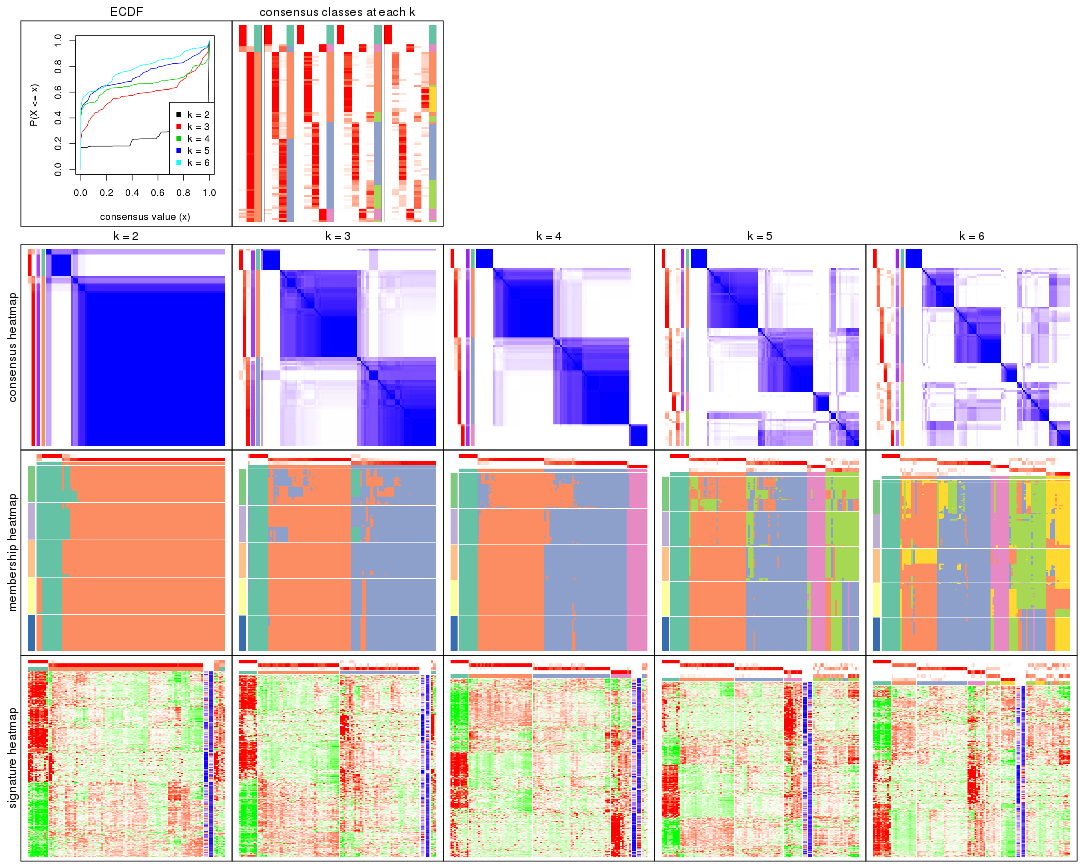 ECDF
consensus classes at each k
P(X <= x)
0.0 0.2 0.4 0.6 0.8 1.0
k = 2
k = 3
k = 4
k = 5
k = 6
0.0 0.2 0.4 0.6 0.8 1.0
consensus value (x)
k = 2
k = 3
k = 4
k = 5
k = 6
consensus heatmap
membership heatmap
signature heatmap